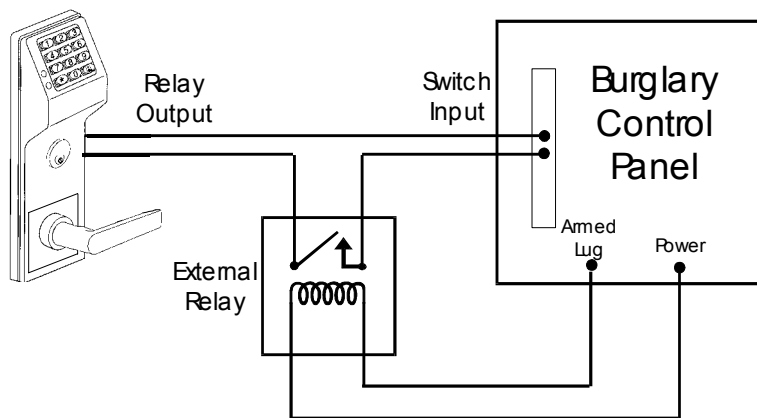 Relay
Output
Switch
Input
Burglary
Control
Panel
Armed
Lug
Power
External
Relay